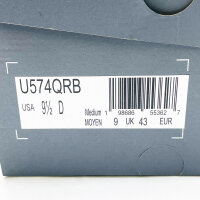 U574QRB
USA 9½ D
Medium 1 98686 55362 7
MOYEN 9 UK 43 EUR